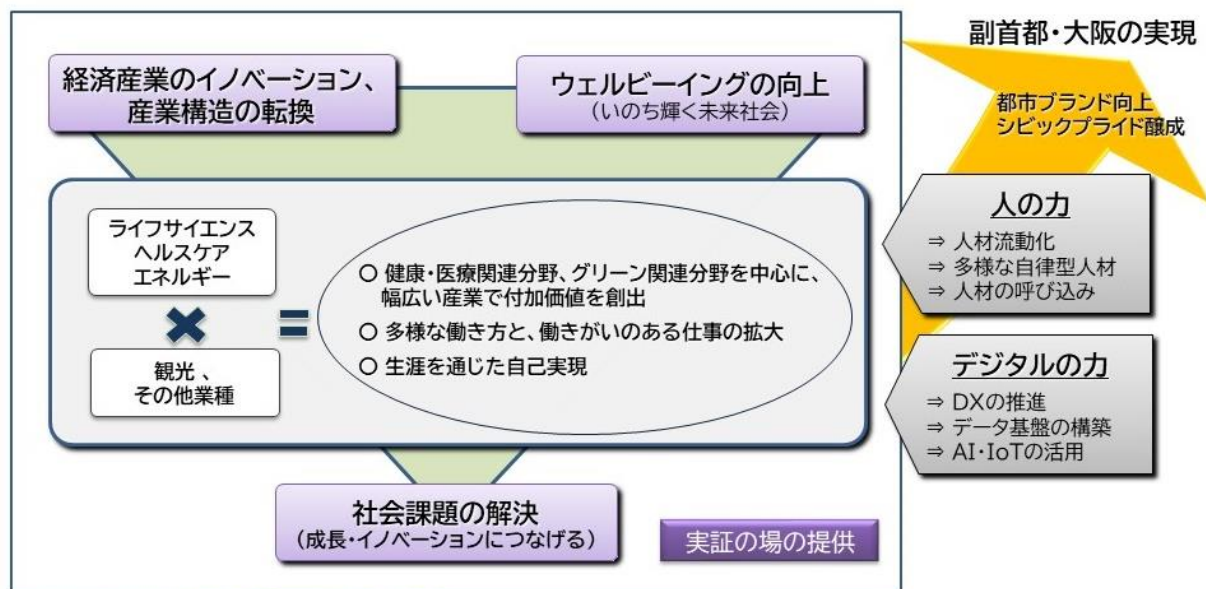 副首都・大阪の実現
経済産業のイノベーション、
産業構造の転換
ウェルビーイングの向上
(いのち輝く未来社会)
都市ブランド向上
シビックプライド醸成
ライフサイエンス
ヘルスケア
エネルギー
観光 、
その他業種
〇 健康・医療関連分野、グリーン関連分野を中心に、
幅広い産業で付加価値を創出
〇 多様な働き方と、働きがいのある仕事の拡大
〇 生涯を通じた自己実現
人の力
⇒ 人材流動化
⇒ 多様な自律型人材
⇒ 人材の呼び込み
デジタルの力
⇒ DXの推進
⇒ データ基盤の構築
⇒ AI・IoTの活用
社会課題の解決
(成長・イノベーションにつなげる)
実証の場の提供